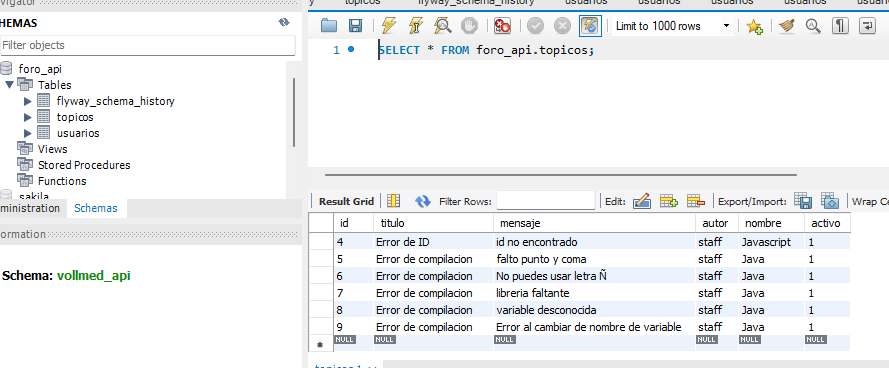 vigator
y topicos flyway_schema_history usuarios usuarios usuarios usuarios
HEMAS
Filter objects
foro_api
Tables
flyway_schema_history
topicos
usuarios
Views
Stored Procedures
Functions
sakila
ministration Schemas
ormation
Schema: vollmed_api
Limit to 1000 rows
1 SELECT * FROM foro_api.topicos;
Result Grid Filter Rows: Edit: Export/Import: Wrap Ce
id titulo mensaje autor nombre activo
4 Error de ID id no encontrado staff Javascript 1
5 Error de compilacion falto punto y coma staff Java 1
6 Error de compilacion No puedes usar letra Ñ staff Java 1
7 Error de compilacion libreria faltante staff Java 1
8 Error de compilacion variable desconocida staff Java 1
9 Error de compilacion Error al cambiar de nombre de variable staff Java 1
NULL NULL NULL NULL NULL NULL
topicos 1